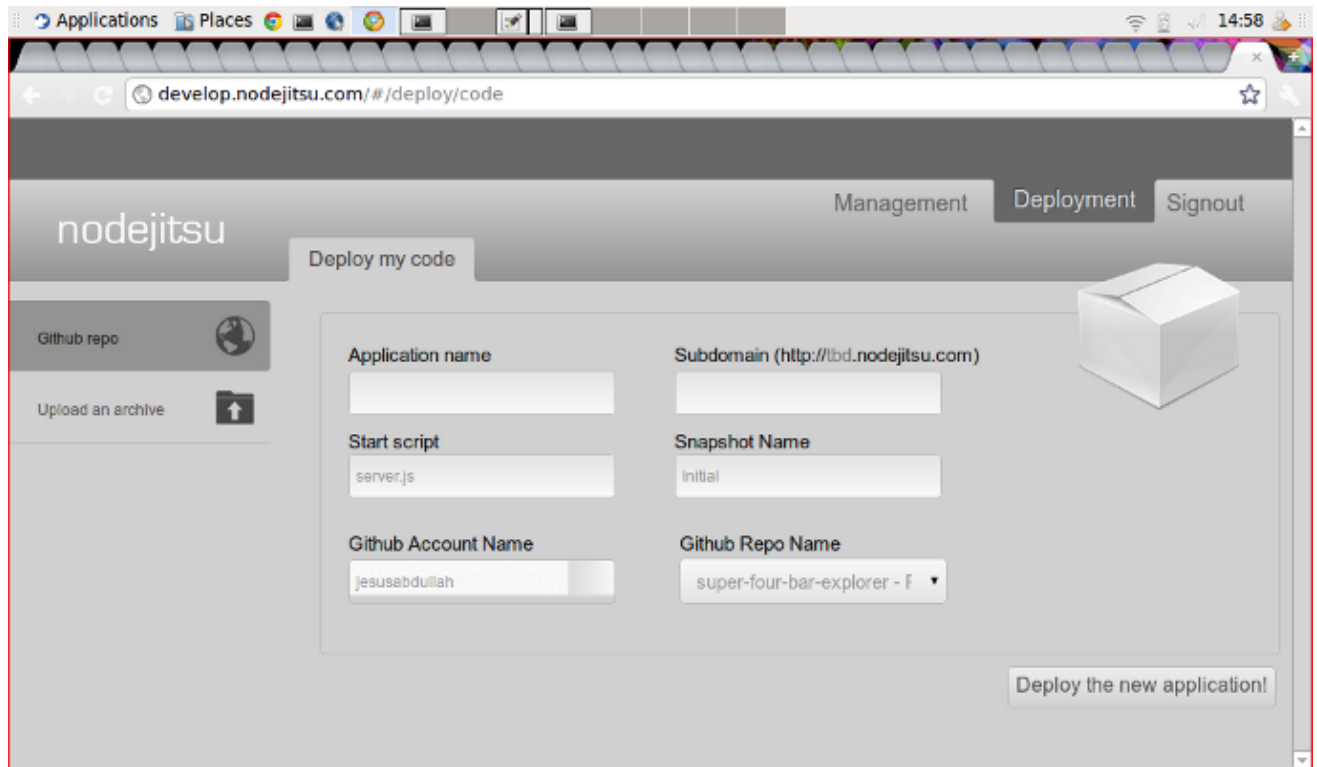 Applications Places 14:58
develop.nodejitsu.com/#/deploy/code
Management Deployment Signout
nodejitsu
Deploy my code
Github repo
Upload an archive
Application name Subdomain (http://tbd.nodejitsu.com)
Start script Snapshot Name
server.js Initial
Github Account Name Github Repo Name
jesusabdullah super-four-bar-explorer -
Deploy the new application!